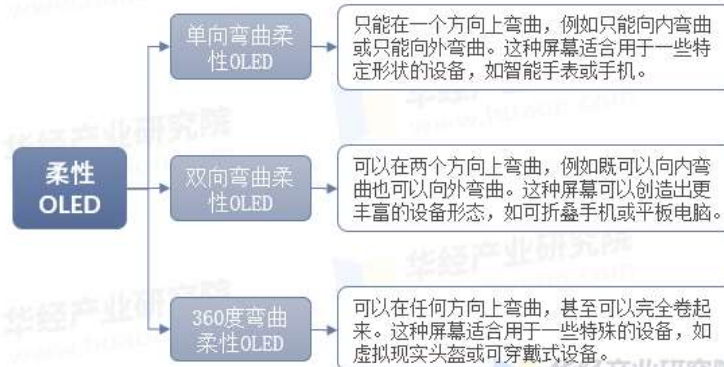 单向弯曲柔
性OLED
只能在一个方向上弯曲，例如只能向内弯曲
或只能向外弯曲。这种屏幕适合用于一些特
定形状的设备，如智能手表或手机。
柔性
OLED
双向弯曲柔
性OLED
可以在两个方向上弯曲，例如既可以向内弯
曲也可以向外弯曲。这种屏幕可以创造出更
丰富的设备形态，如可折叠手机或平板电脑。
360度弯曲
柔性OLED
可以在任何方向上弯曲，甚至可以完全卷起
来。这种屏幕适合用于一些特殊的设备，如
虚拟现实头盔或可穿戴式设备。
华经产业研究院
华经产业研究院
华经产业研究院